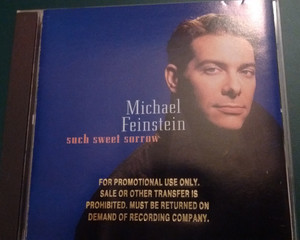 Michael
Feinstein
such sweet sorrow
FOR PROMOTIONAL USE ONLY.
SALE OR OTHER TRANSFER IS
PROHIBITED. MUST BE RETURNED ON
DEMAND OF RECORDING COMPANY.